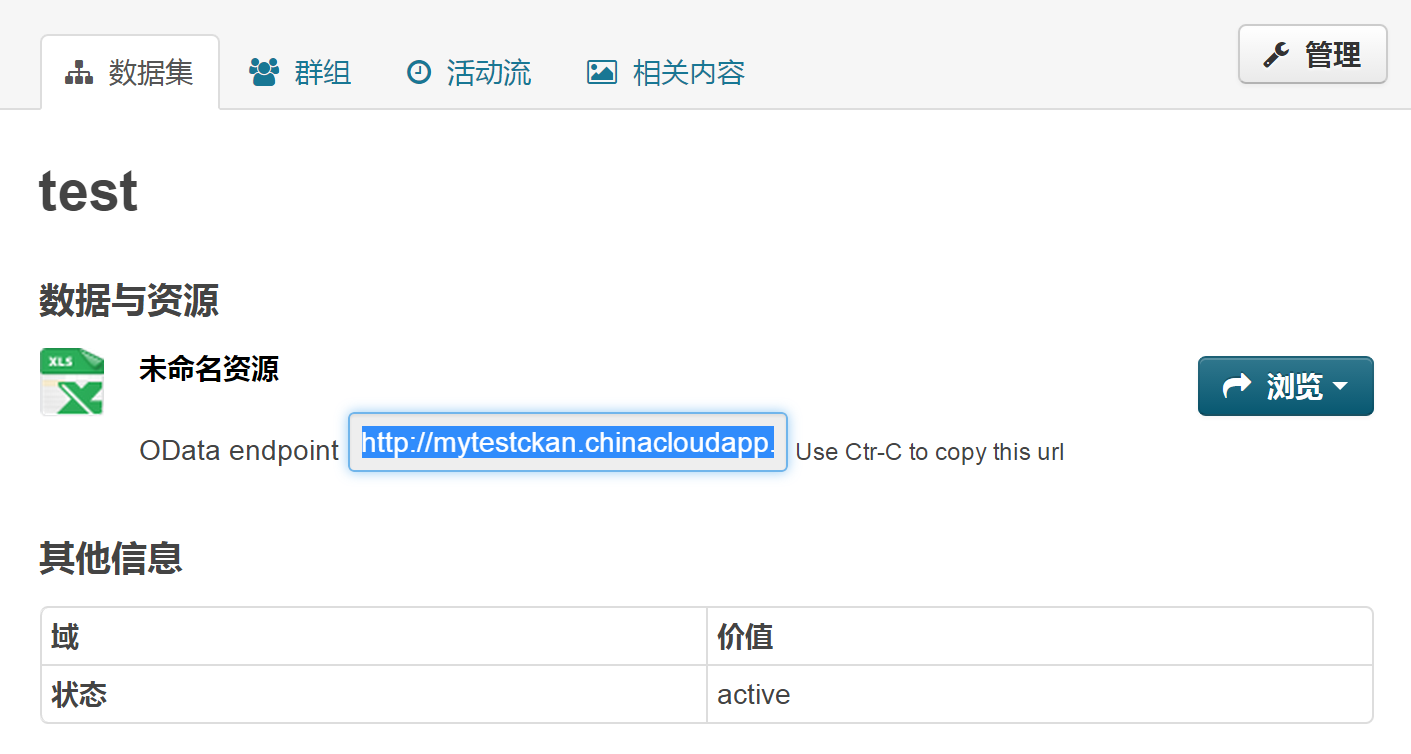 数据集 群组 活动流 相关内容 管理
test
数据与资源
XLS
未命名资源
浏览
OData endpoint http://mytestckan.chinacloudapp. Use Ctr-C to copy this url
其他信息
域 价值
状态 active